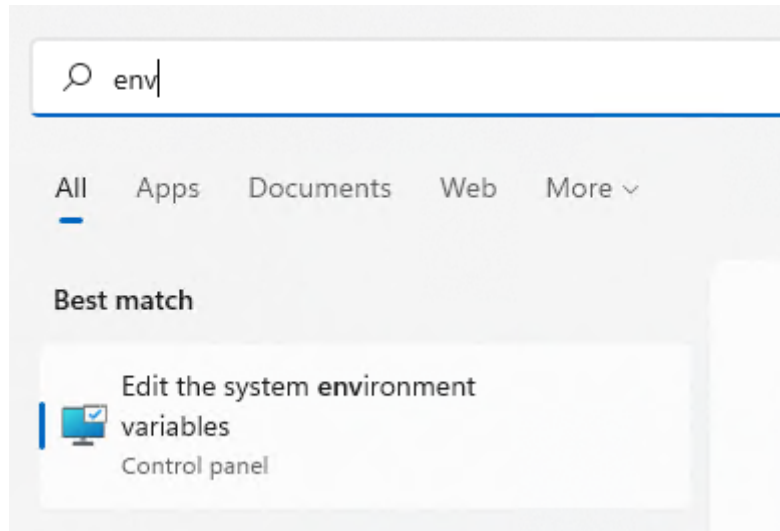 env
All Apps Documents Web More
Best match
Edit the system environment
variables
Control panel